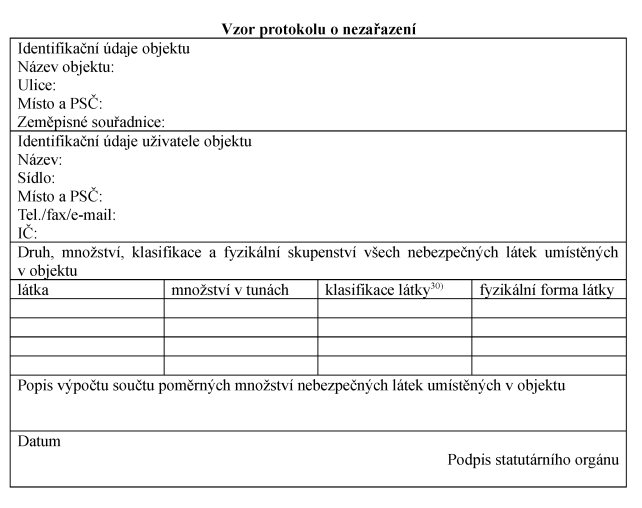 Vzor protokolu o nezařazení
Identifikační údaje objektu
Název objektu:
Ulice:
Místo a PSČ:
Zeměpisné souřadnice:
Identifikační údaje uživatele objektu
Název:
Sídlo:
Místo a PSČ:
Tel./fax/e-mail:
IČ:
Druh, množství, klasifikace a fyzikální skupenství všech nebezpečných látek umístěných
v objektu
látka množství v tunách klasifikace látky30) fyzikální forma látky
Popis výpočtu součtu poměrných množství nebezpečných látek umístěných v objektu
Datum
Podpis statutárního orgánu